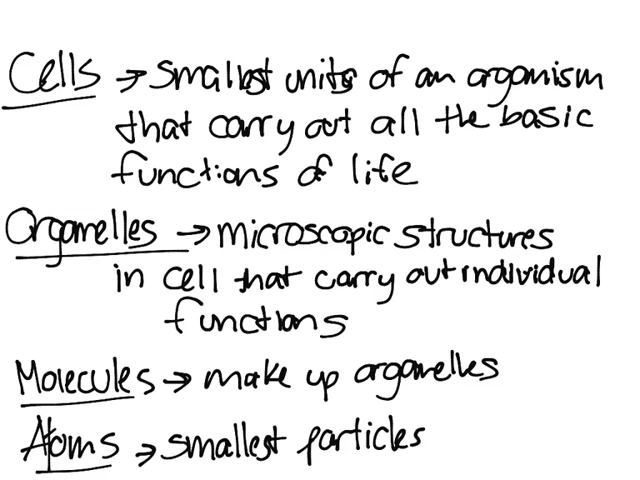 Cells → smallest units of an organism
that carry out all the basic
functions of life
Organelles → microscopic structures
in cell that carry out individual
functions
Molecules → make up organelles
Atoms → smallest particles